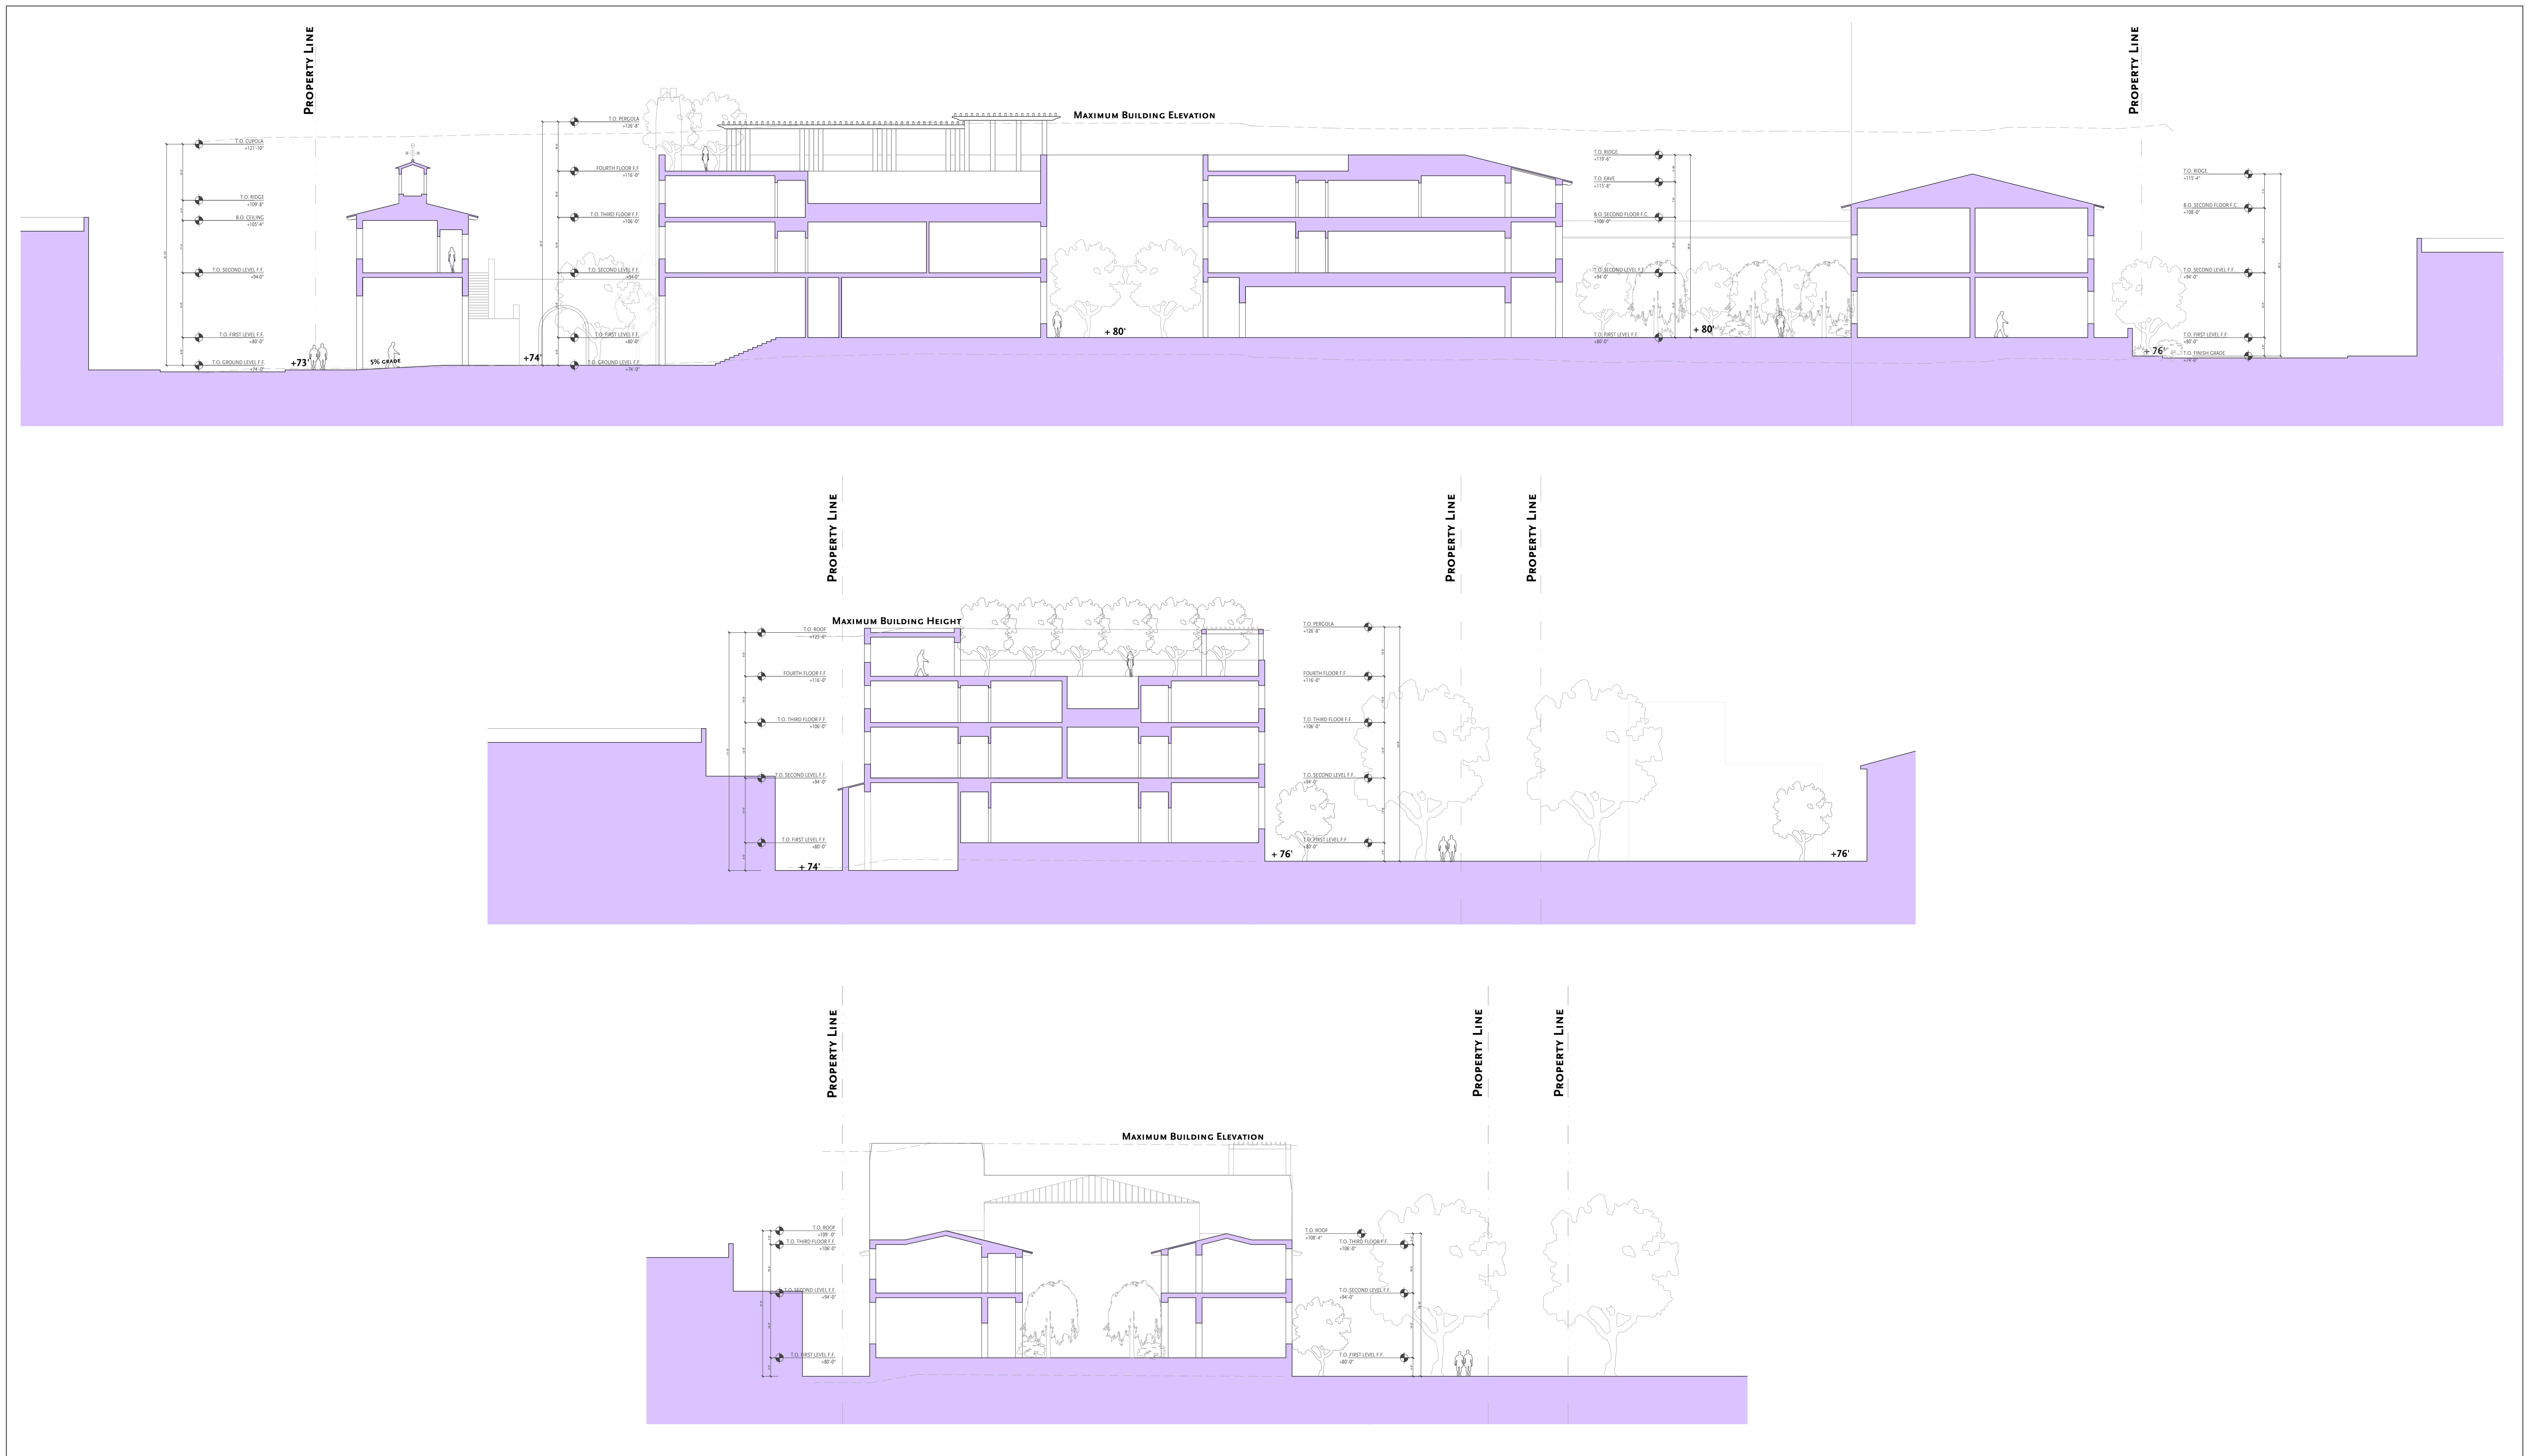 Property Line
Property Line
Maximum Building Elevation
T.O. CUPOLA
+121'-10"
T.O. RIDGE
+109'-8"
B.O. CEILING
+105'-4"
T.O. SECOND LEVEL F.F.
+94-0"
T.O. FIRST LEVEL F.F.
+80'-0"
T.O. GROUND LEVEL F.F.
+74'-0"
+73'
5% GRADE
+74'
T.O. PERGOLA
+126'-8"
FOURTH FLOOR F.F
+116'-0"
T.O. THIRD FLOOR F.F.
+106'-0"
T.O. SECOND LEVEL F.F.
+94-0"
T.O. FIRST LEVEL F.F.
+80'-0"
T.O. GROUND LEVEL F.F.
+74'-0"
+ 80'
T.O. RIDGE.
+119'-6"
T.O. EAVE
+113'-8"
B.O. SECOND FLOOR F.C.
+106'-0"
T.O. SECOND LEVEL F.F.
+94'-0"
+ 80'
T.O. FIRST LEVEL F.F.
+80'-0"
T.O. RIDGE.
+115'-4"
B.O. SECOND FLOOR F.C.
+108'-0"
T.O. SECOND LEVEL F.F.
+94'-0"
T.O. FIRST LEVEL F.F.
+80'-0"
+ 76'
T.O. FINISH GRADE
+74'-0"
Property Line
Property Line
Property Line
Maximum Building Height
T.O. ROOF
+125'-6"
FOURTH FLOOR F.F
+116'-0"
T.O. THIRD FLOOR F.F.
+106'-0"
T.O. SECOND LEVEL F.F.
+94'-0"
T.O. FIRST LEVEL F.F.
+80'-0"
+ 74'
T.O. PERGOLA
+126'-8"
FOURTH FLOOR F.F
+116'-0"
T.O. THIRD FLOOR F.F.
+106'-0"
T.O. SECOND LEVEL F.F.
+94'-0"
T.O. FIRST LEVEL F.F.
+80'-0"
+ 76'
+76'
Property Line
Property Line
Property Line
Maximum Building Elevation
T.O. ROOF
+109'-0"
T.O. THIRD FLOOR F.F.
+106'-0"
T.O. SECOND LEVEL F.F.
+94'-0"
T.O. FIRST LEVEL F.F.
+80'-0"
T.O. ROOF
+108'-4"
T.O. THIRD FLOOR F.F.
+106'-0"
T.O. SECOND LEVEL F.F.
+94'-0"
T.O. FIRST LEVEL F.F.
+80'-0"